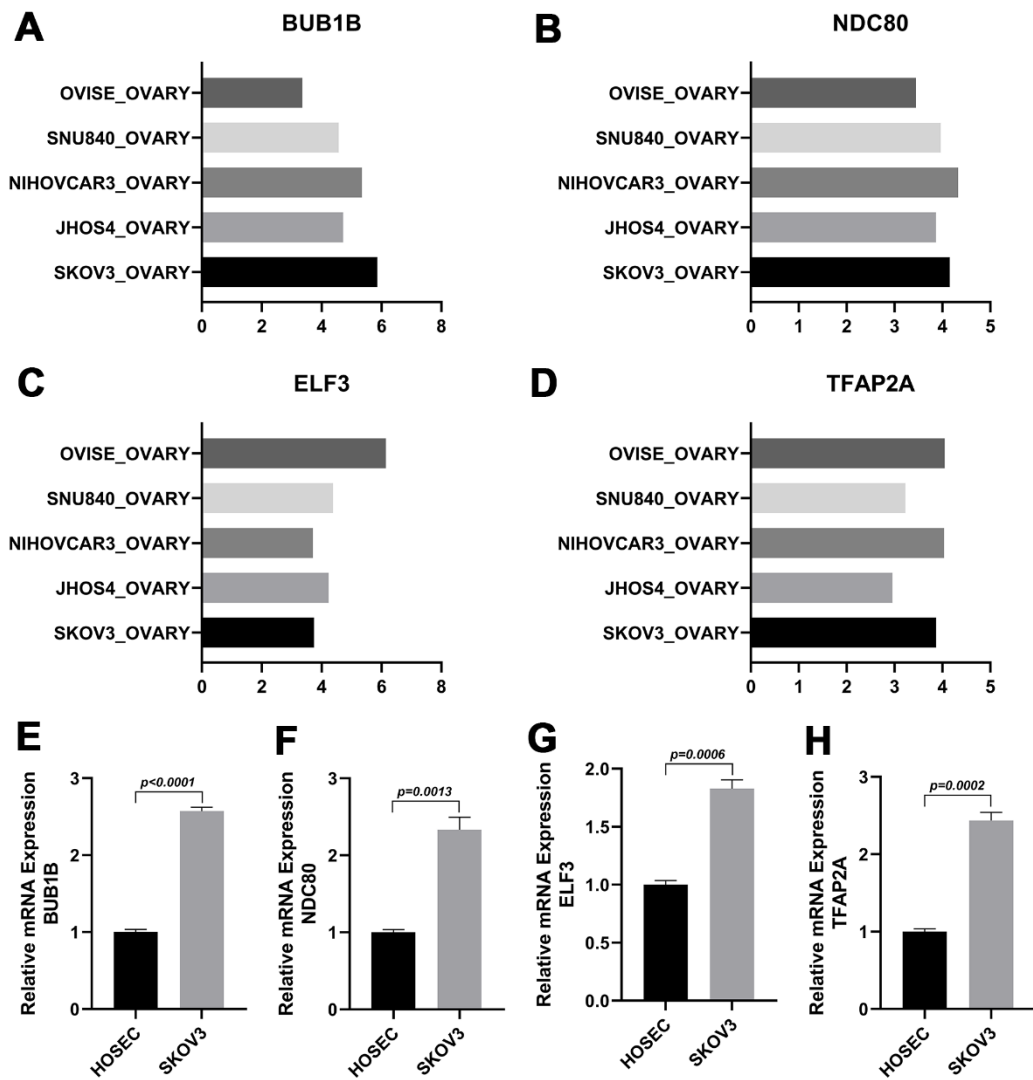 A
BUB1B
OVISE_OVARY
SNU840_OVARY
NIHOVCAR3_OVARY
JHOS4_OVARY
SKOV3_OVARY
0 2 4 6 8
B
NDC80
OVISE_OVARY
SNU840_OVARY
NIHOVCAR3_OVARY
JHOS4_OVARY
SKOV3_OVARY
0 1 2 3 4 5
C
ELF3
OVISE_OVARY
SNU840_OVARY
NIHOVCAR3_OVARY
JHOS4_OVARY
SKOV3_OVARY
0 2 4 6 8
D
TFAP2A
OVISE_OVARY
SNU840_OVARY
NIHOVCAR3_OVARY
JHOS4_OVARY
SKOV3_OVARY
0 1 2 3 4 5
E
Relative mRNA Expression
BUB1B
3
2
1
0
p<0.0001
HOSEC
SKOV3
F
Relative mRNA Expression
NDC80
3
2
1
0
p=0.0013
HOSEC
SKOV3
G
Relative mRNA Expression
ELF3
2.0
1.5
1.0
0.5
0.0
p=0.0006
HOSEC
SKOV3
H
Relative mRNA Expression
TFAP2A
3
2
1
0
p=0.0002
HOSEC
SKOV3